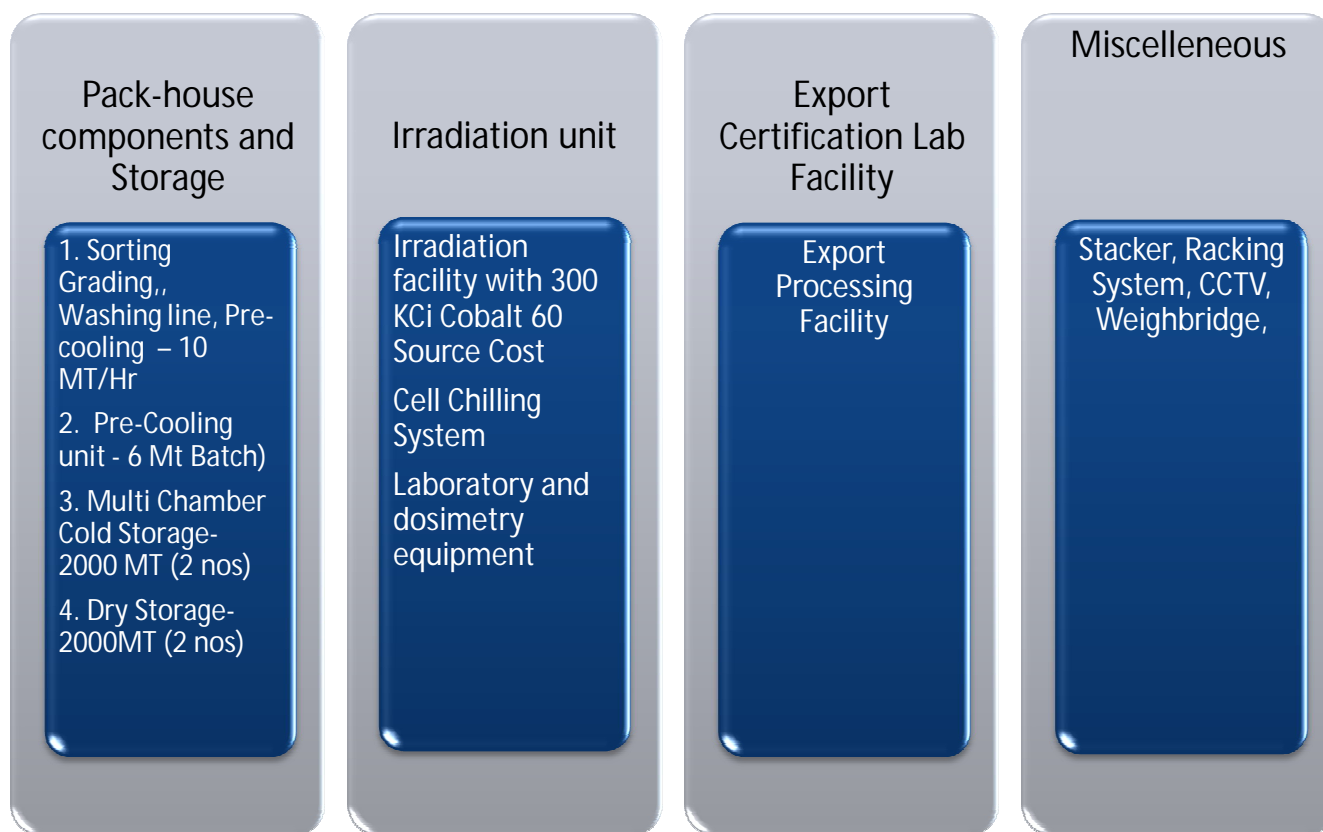 Pack-house
components and
Storage
1. Sorting
Grading,,
Washing line, Pre-
cooling – 10
MT/Hr
2. Pre-Cooling
unit - 6 Mt Batch)
3. Multi Chamber
Cold Storage-
2000 MT (2 nos)
4. Dry Storage-
2000MT (2 nos)
Irradiation unit
Irradiation
facility with 300
KCi Cobalt 60
Source Cost
Cell Chilling
System
Laboratory and
dosimetry
equipment
Export
Certification Lab
Facility
Export
Processing
Facility
Miscelleneous
Stacker, Racking
System, CCTV,
Weighbridge,